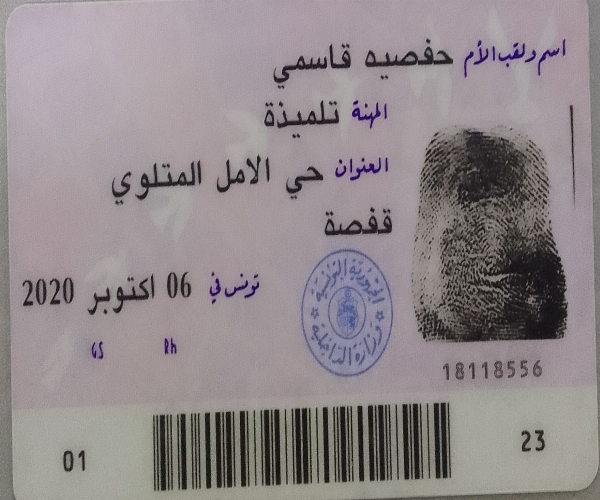 اسم ولقب الأم حفصيه قاسمي
المهنة تلميذة
العنوان حي الامل المتلوي
قفصة
تونس في 06 اكتوبر 2020
GS Rh
الجمهورية التونسية
وزارة الداخلية
18118556
01 23